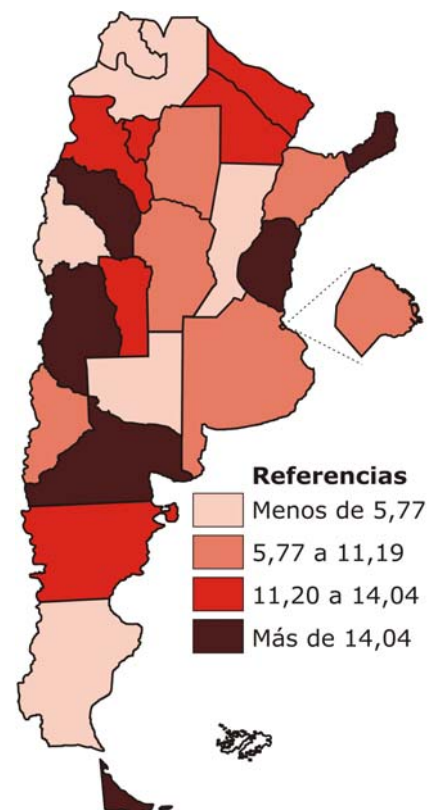 Referencias
Menos de 5,77
5,77 a 11,19
11,20 a 14,04
Más de 14,04